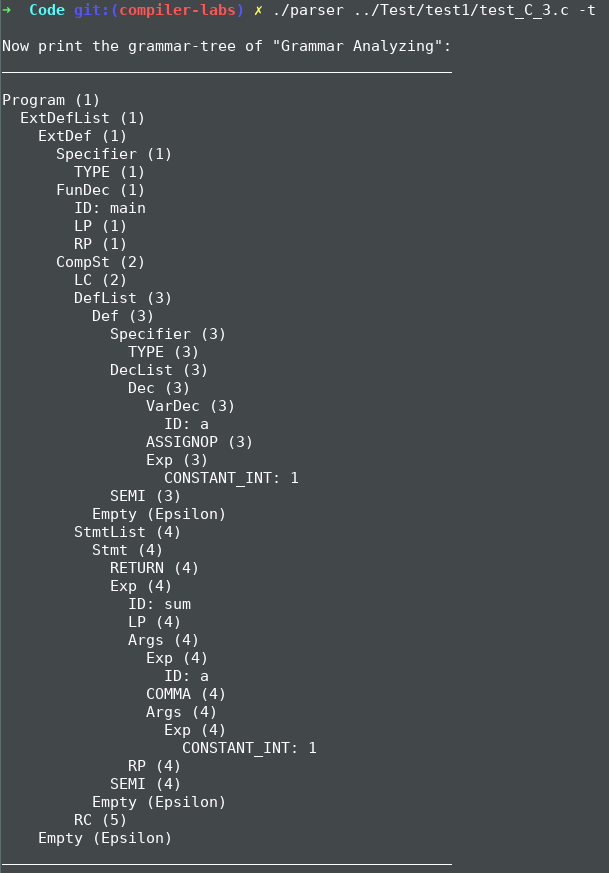 ➜  Code git:(compiler-labs) ✗ ./parser ../Test/test1/test_C_3.c -t
Now print the grammar-tree of "Grammar Analyzing":
Program (1)
  ExtDefList (1)
    ExtDef (1)
      Specifier (1)
        TYPE (1)
      FunDec (1)
        ID: main
        LP (1)
        RP (1)
      CompSt (2)
        LC (2)
        DefList (3)
          Def (3)
            Specifier (3)
              TYPE (3)
            DecList (3)
              Dec (3)
                VarDec (3)
                  ID: a
                ASSIGNOP (3)
                Exp (3)
                  CONSTANT_INT: 1
            SEMI (3)
          Empty (Epsilon)
        StmtList (4)
          Stmt (4)
            RETURN (4)
            Exp (4)
              ID: sum
              LP (4)
              Args (4)
                Exp (4)
                  ID: a
                COMMA (4)
                Args (4)
                  Exp (4)
                    CONSTANT_INT: 1
              RP (4)
            SEMI (4)
          Empty (Epsilon)
        RC (5)
    Empty (Epsilon)